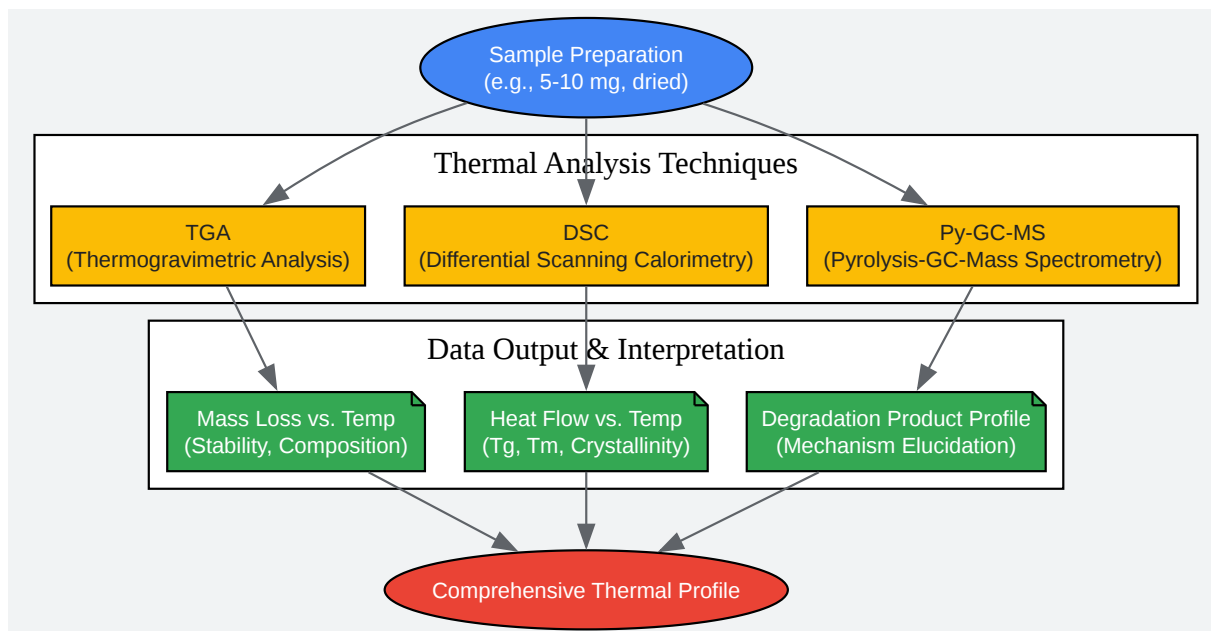 Sample Preparation
(e.g., 5-10 mg, dried)
Thermal Analysis Techniques
TGA
(Thermogravimetric Analysis)
DSC
(Differential Scanning Calorimetry)
Py-GC-MS
(Pyrolysis-GC-Mass Spectrometry)
Data Output & Interpretation
Mass Loss vs. Temp
(Stability, Composition)
Heat Flow vs. Temp
(Tg, Tm, Crystallinity)
Degradation Product Profile
(Mechanism Elucidation)
Comprehensive Thermal Profile